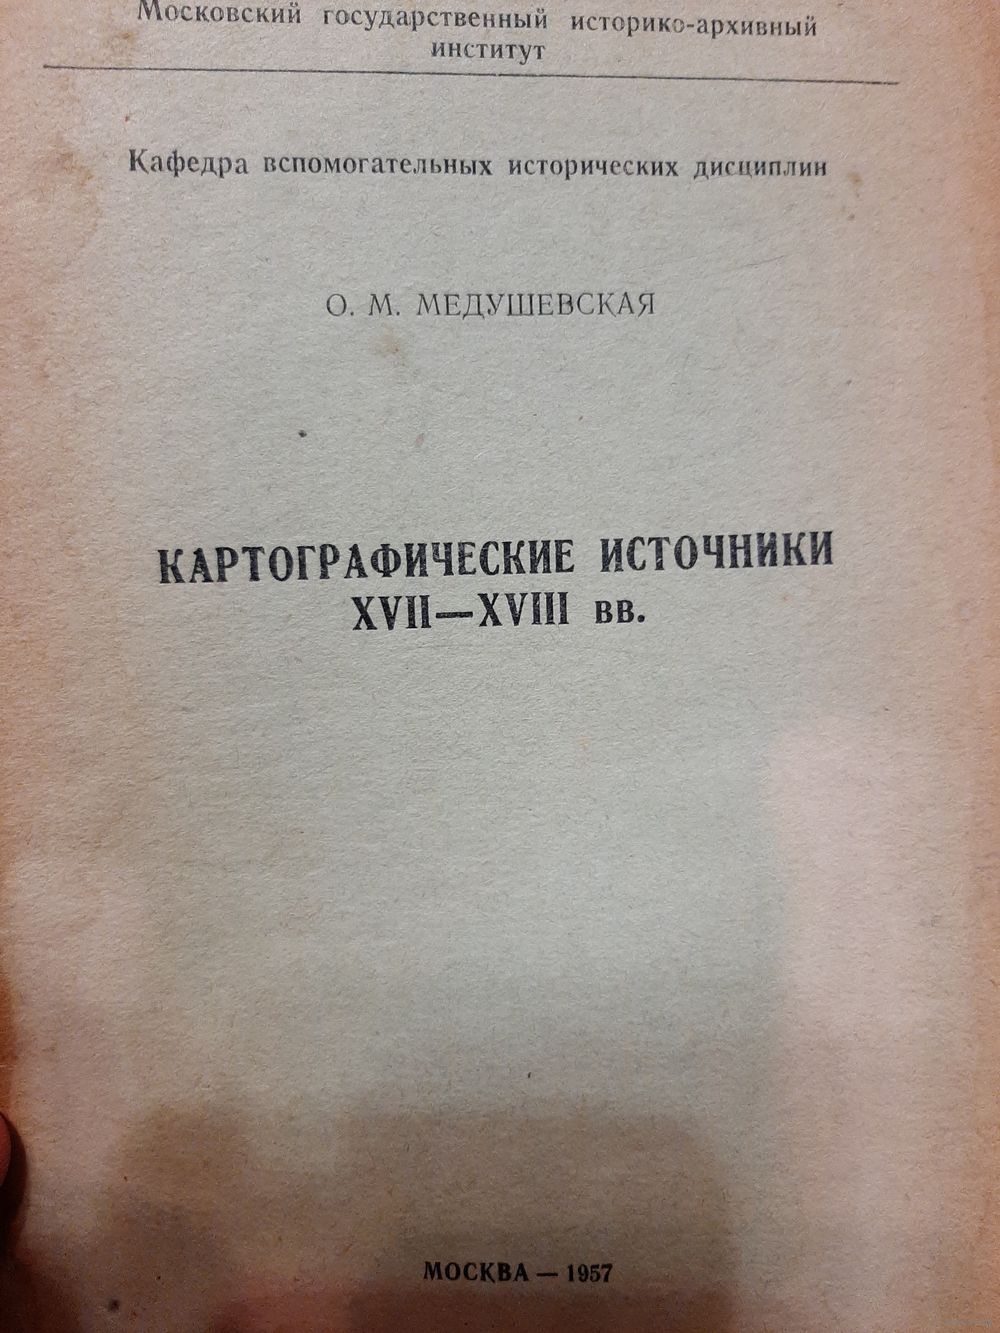 Московский государственный историко-архивный
институт
Кафедра вспомогательных исторических дисциплин
О. М. МЕДУШЕВСКАЯ
КАРТОГРАФИЧЕСКИЕ ИСТОЧНИКИ
XVII—XVIII вв.
МОСКВА — 1957